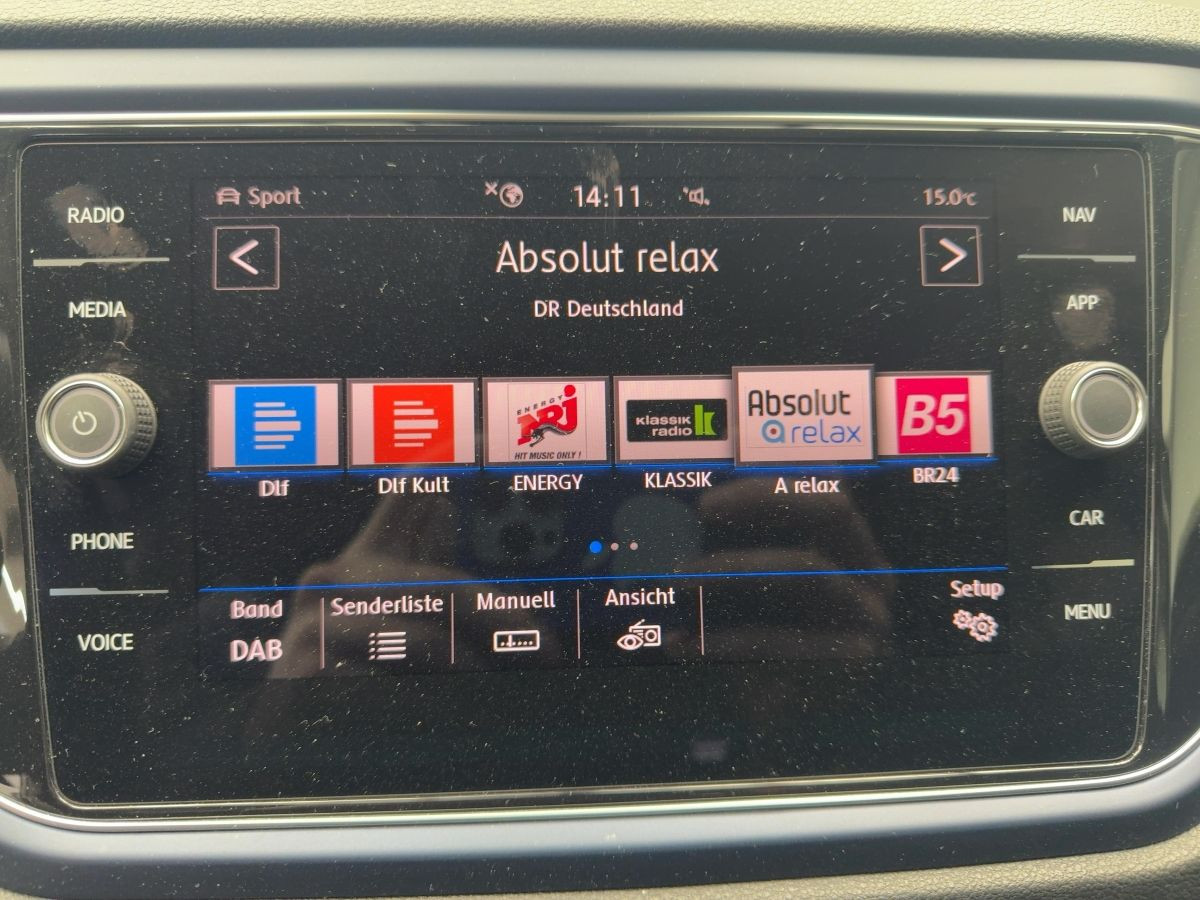 RADIO
MEDIA
PHONE
VOICE
Sport
14:11
15.0°C
<
Absolut relax
>
DR Deutschland
ENERGY
NRJ
HIT MUSIC ONLY !
klassik
radio k
Absolut
a relax
B5
Dlf
Dlf Kult
ENERGY
KLASSIK
A relax
BR24
Band
DAB
Senderliste
Manuell
Ansicht
Setup
NAV
APP
CAR
MENU